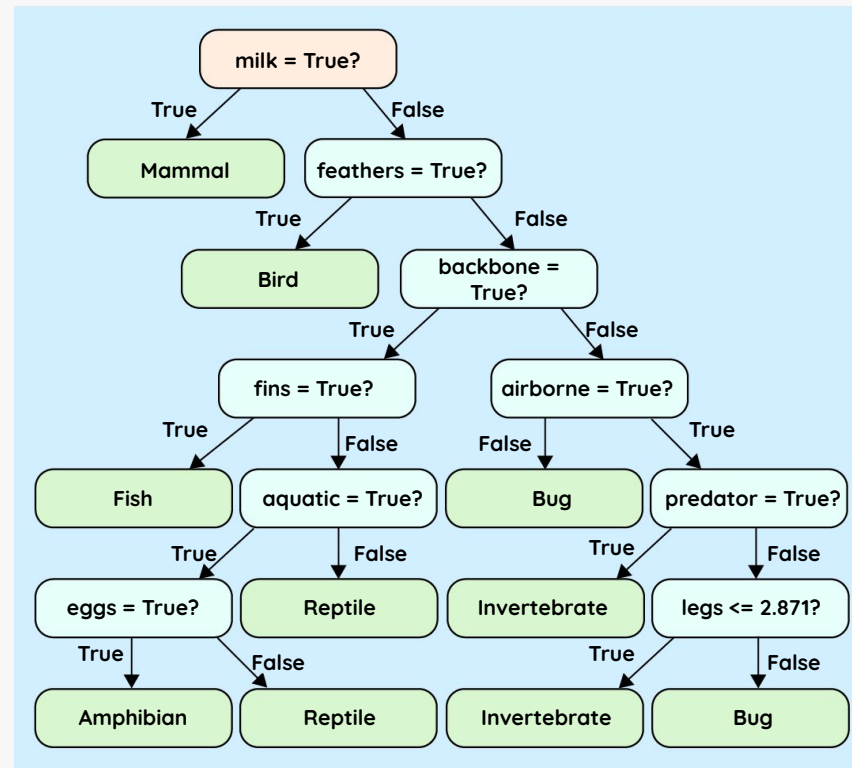 milk = True?
True
False
Mammal
feathers = True?
True
False
Bird
backbone =
True?
True
False
fins = True?
airborne = True?
True
False
False
True
Fish
aquatic = True?
Bug
predator = True?
True
False
True
False
eggs = True?
Reptile
Invertebrate
legs <= 2.871?
True
False
True
False
Amphibian
Reptile
Invertebrate
Bug